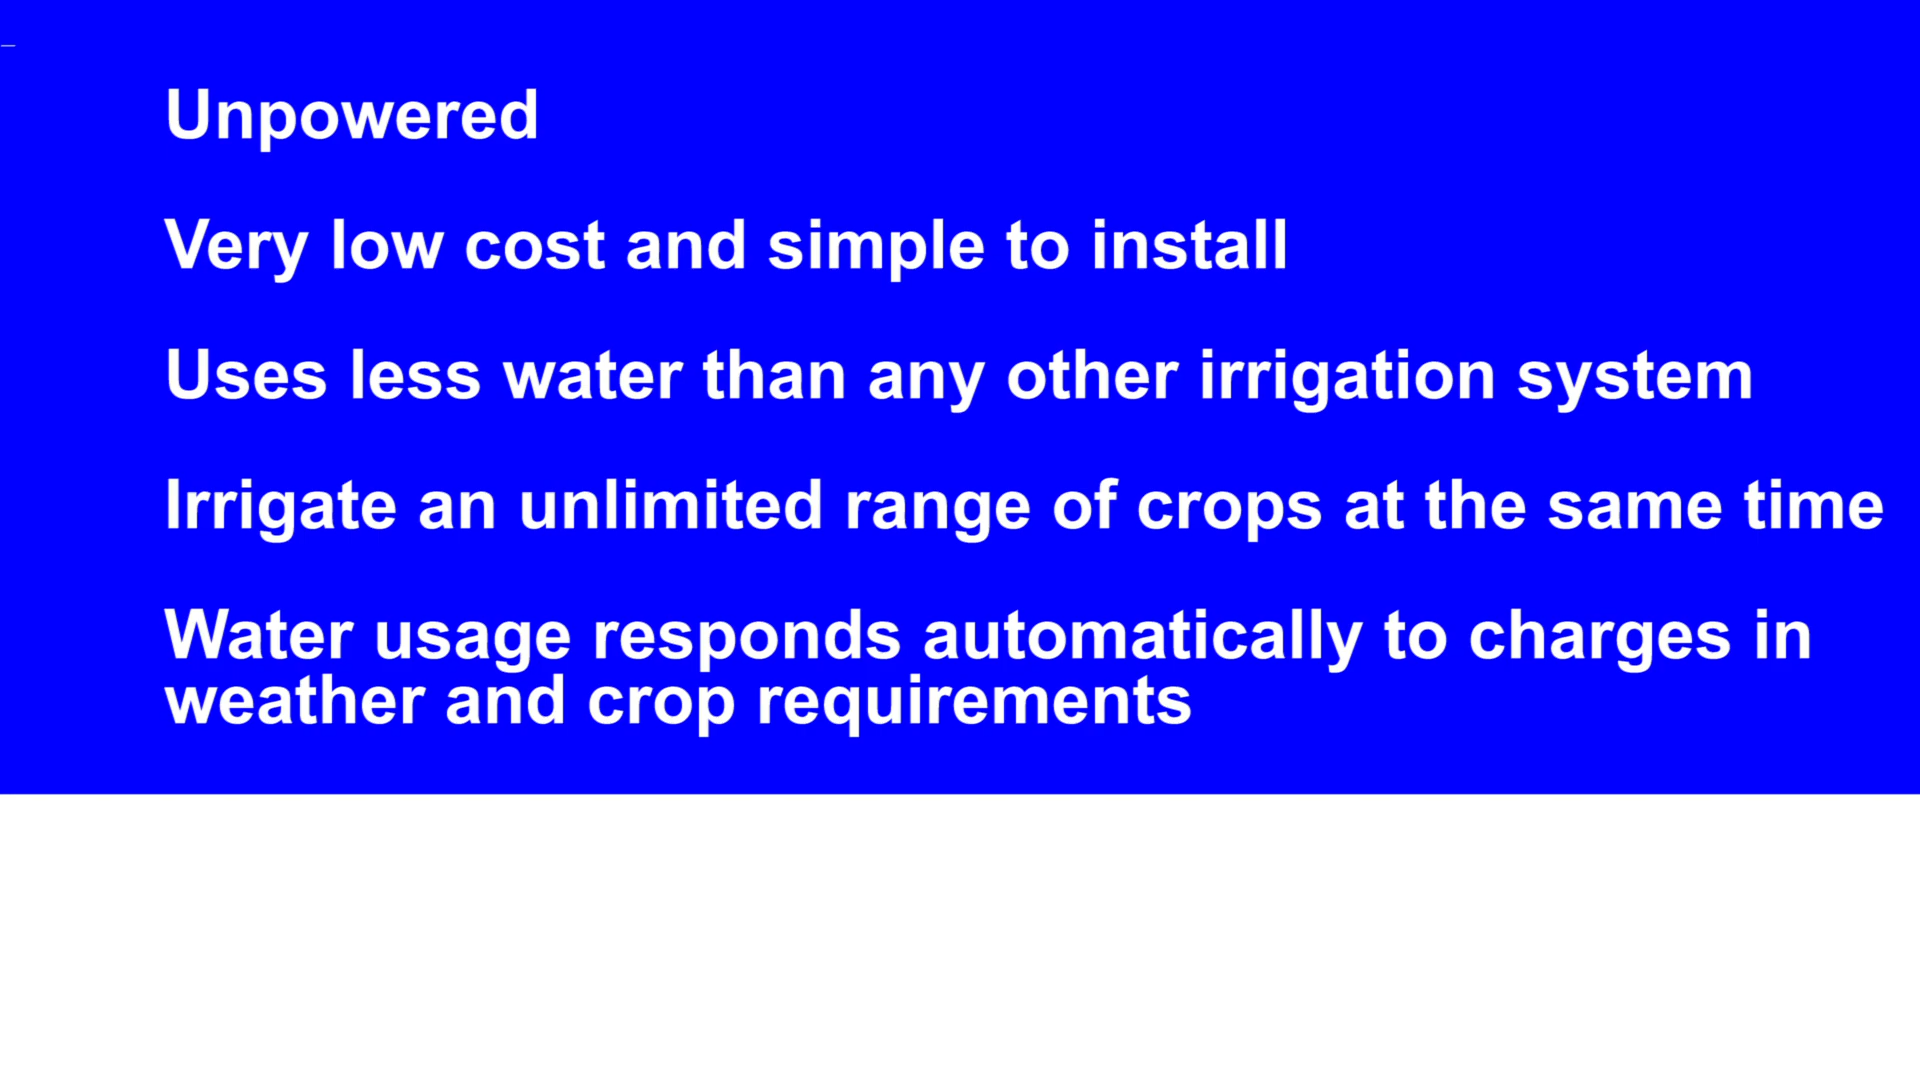 Unpowered
Very low cost and simple to install
Uses less water than any other irrigation system
Irrigate an unlimited range of crops at the same time
Water usage responds automatically to charges in
weather and crop requirements